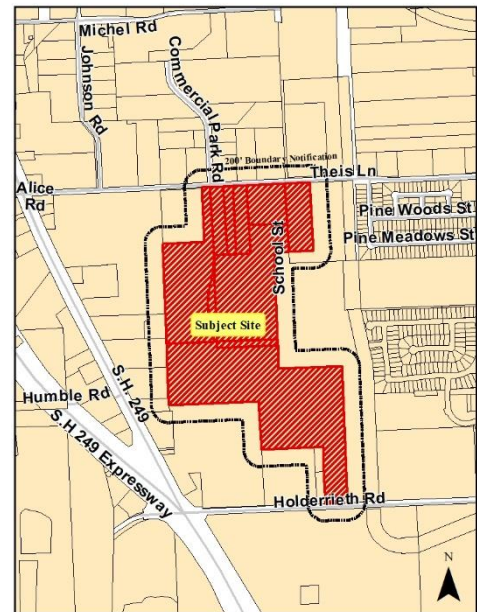 Michel Rd
Johnson Rd
Commercial Park Rd
200' Boundary Notification
Theis Ln
Alice
Rd
Pine Woods St
Pine Meadows St
School St
Subject Site
S.H. 249
Humble Rd
S.H 249 Expressway
Holderrieth Rd
N